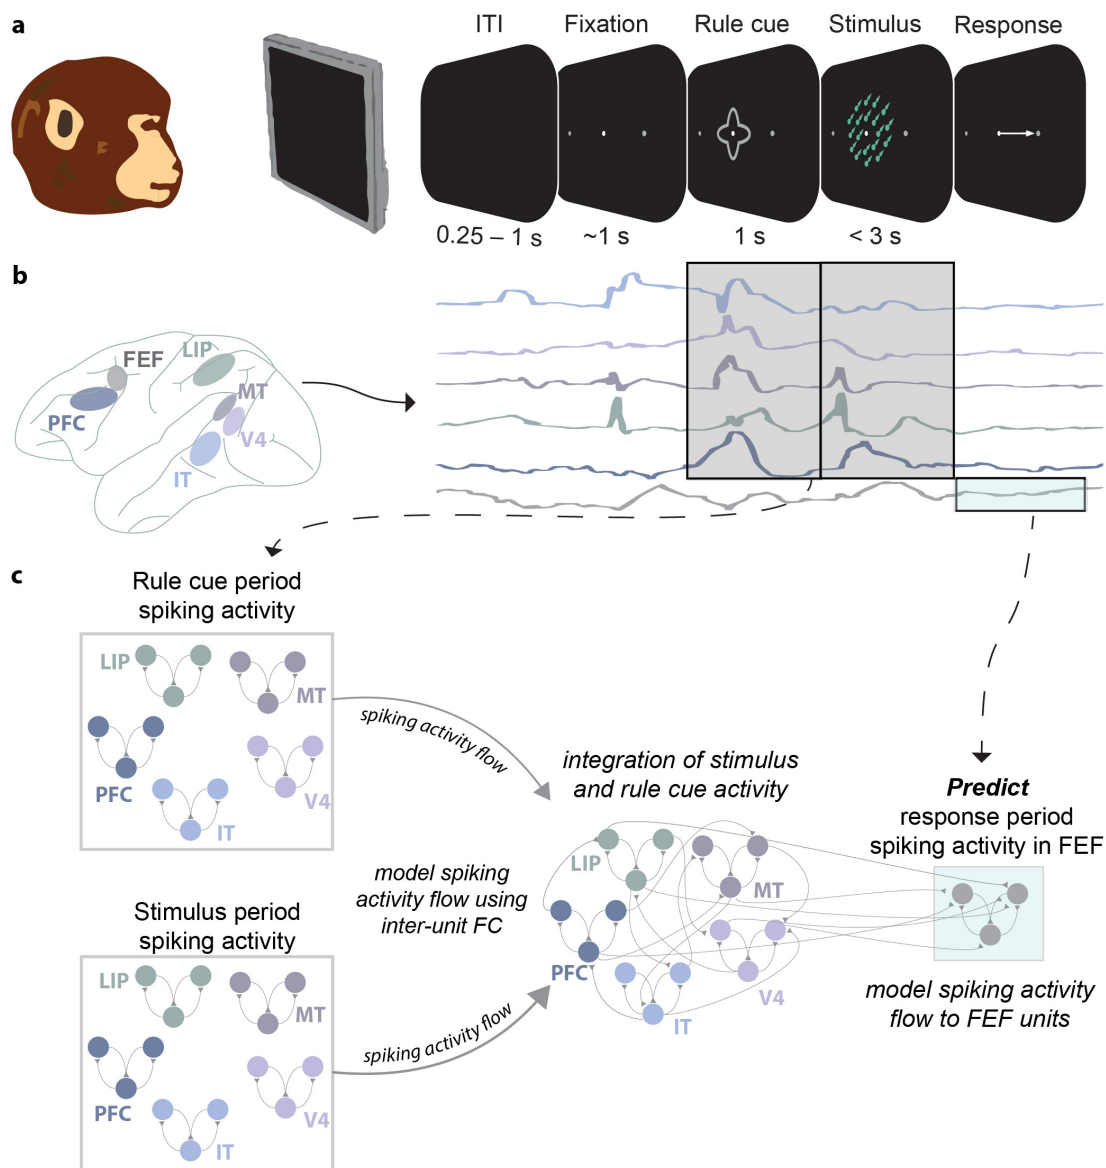 a
ITI
Fixation
Rule cue
Stimulus
Response
0.25 – 1 s
~1 s
1 s
< 3 s
b
FEF
LIP
MT
PFC
V4
IT
c
Rule cue period
spiking activity
LIP
MT
PFC
V4
IT
spiking activity flow
integration of stimulus
and rule cue activity
Predict
response period
spiking activity in FEF
LIP
MT
model spiking
activity flow using
inter-unit FC
PFC
V4
IT
model spiking activity
flow to FEF units
Stimulus period
spiking activity
LIP
MT
PFC
V4
IT
spiking activity flow